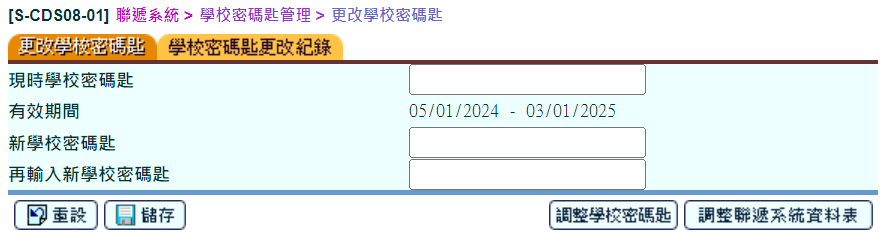 [S-CDS08-01] 聯遞系統 > 學校密碼匙管理 > 更改學校密碼匙
更改學校密碼匙 學校密碼匙更改紀錄
現時學校密碼匙
有效期間 05/01/2024 - 03/01/2025
新學校密碼匙
再輸入新學校密碼匙
重設 儲存 調整學校密碼匙 調整聯遞系統資料表